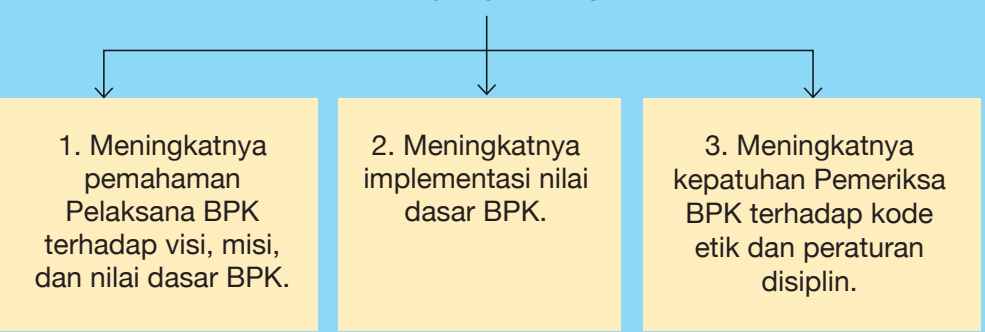 1. Meningkatnya
pemahaman
Pelaksana BPK
terhadap visi, misi,
dan nilai dasar BPK.
2. Meningkatnya
implementasi nilai
dasar BPK.
3. Meningkatnya
kepatuhan Pemeriksa
BPK terhadap kode
etik dan peraturan
disiplin.